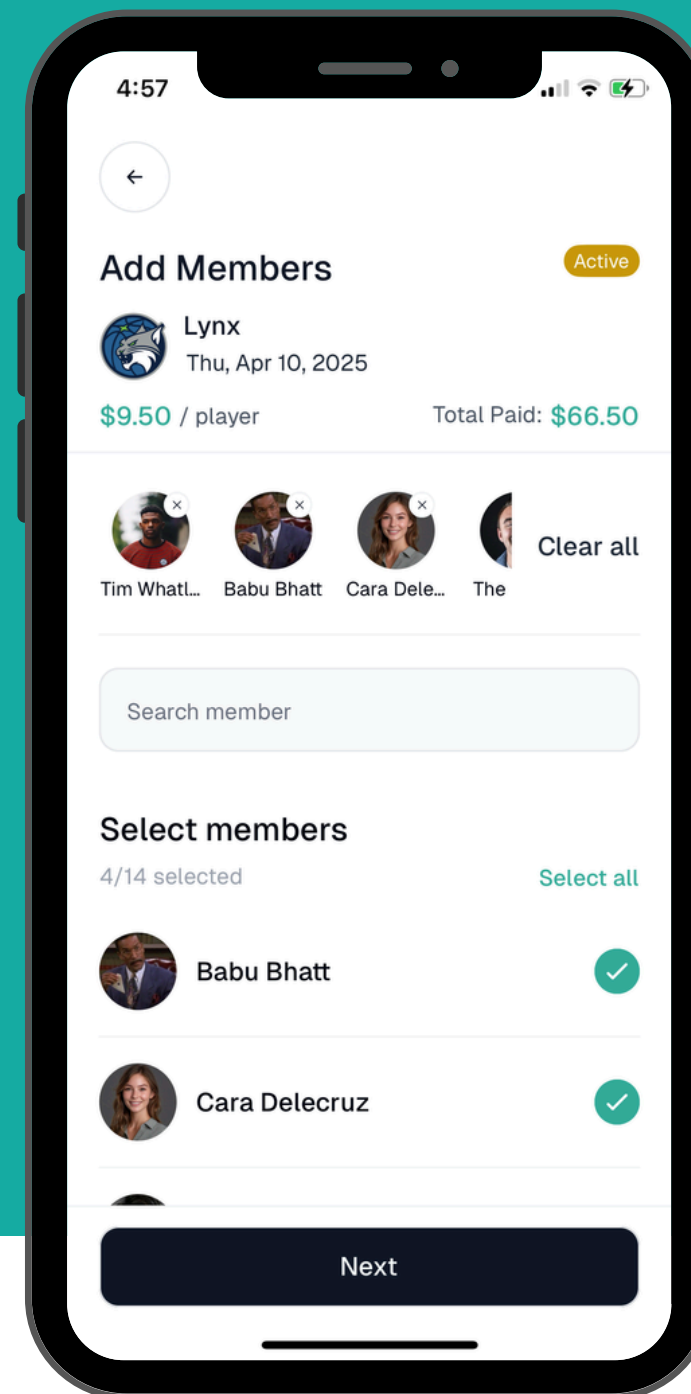 4:57
Add Members
Active
Lynx
Thu, Apr 10, 2025
$9.50 / player
Total Paid: $66.50
Clear all
Tim Whatl...
Babu Bhatt
Cara Dele...
The
Search member
Select members
4/14 selected
Select all
Babu Bhatt
Cara Delecruz
Next